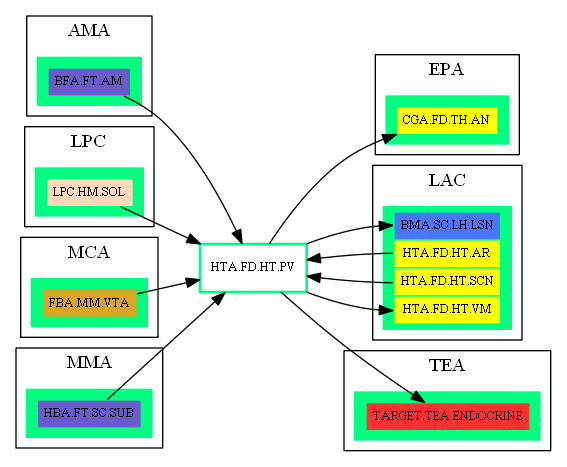 AMA
BFA.FT.AM
LPC
LPC.HM.SOL
MCA
FBA.MM.VTA
MMA
HBA.FT.SC.SUB
HTA.FD.HT.PV
EPA
CGA.FD.TH.AN
LAC
BMA.SC.LH.LSN
HTA.FD.HT.AR
HTA.FD.HT.SCN
HTA.FD.HT.VM
TEA
TARGET.TEA.ENDOCRINE